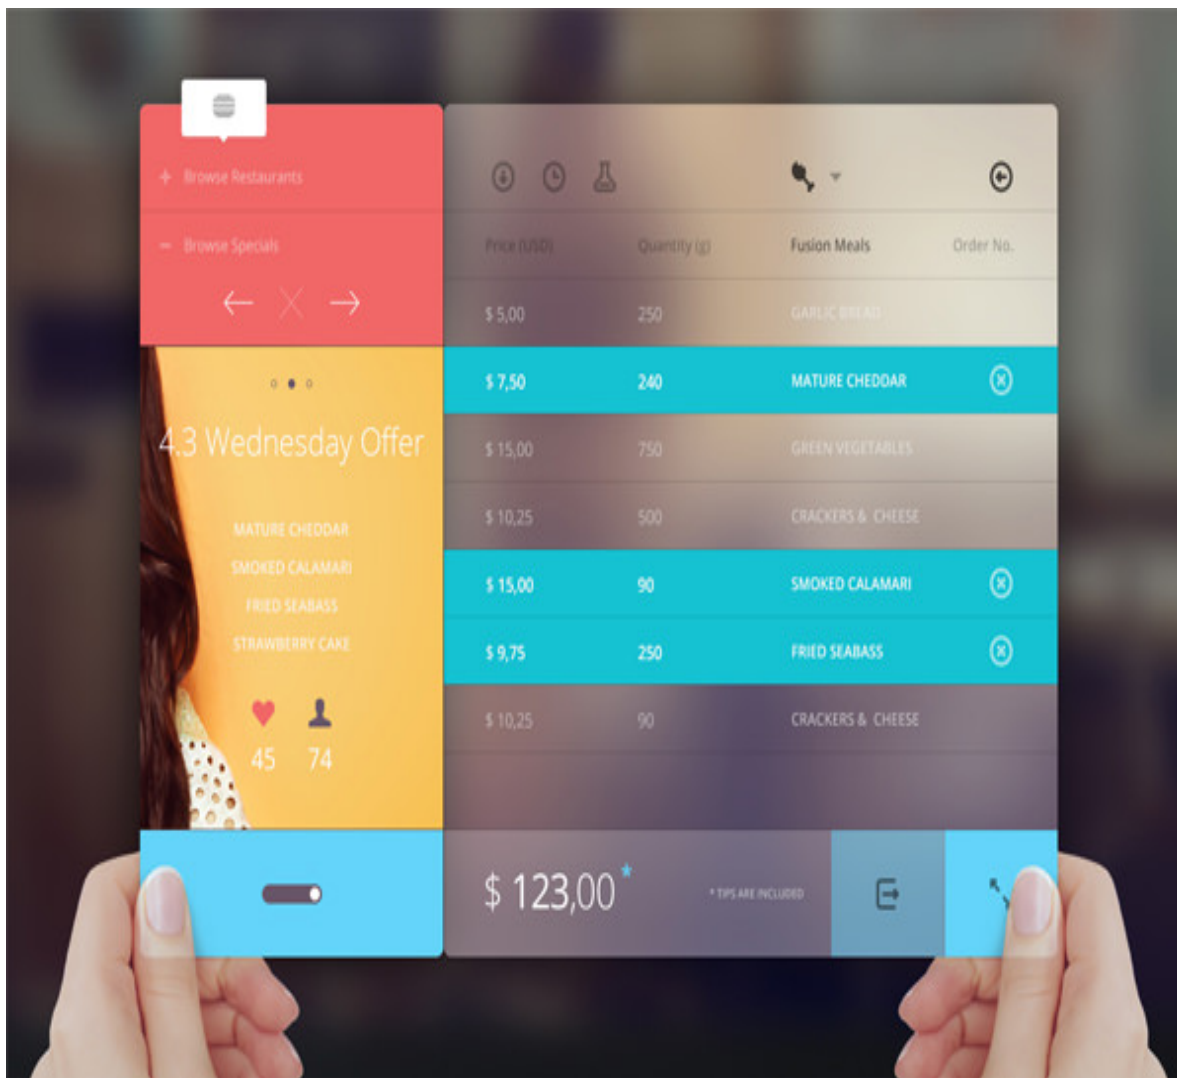 + Browse Restaurants
− Browse Specials
4.3 Wednesday Offer
MATURE CHEDDAR
SMOKED CALAMARI
FRIED SEABASS
STRAWBERRY CAKE
45 74
Price (USD) Quantity (g) Fusion Meals Order No.
$ 5,00 250 GARLIC BREAD
$ 7,50 240 MATURE CHEDDAR
$ 15,00 750 GREEN VEGETABLES
$ 10,25 500 CRACKERS & CHEESE
$ 15,00 90 SMOKED CALAMARI
$ 9,75 250 FRIED SEABASS
$ 10,25 90 CRACKERS & CHEESE
$ 123,00* * TIPS ARE INCLUDED